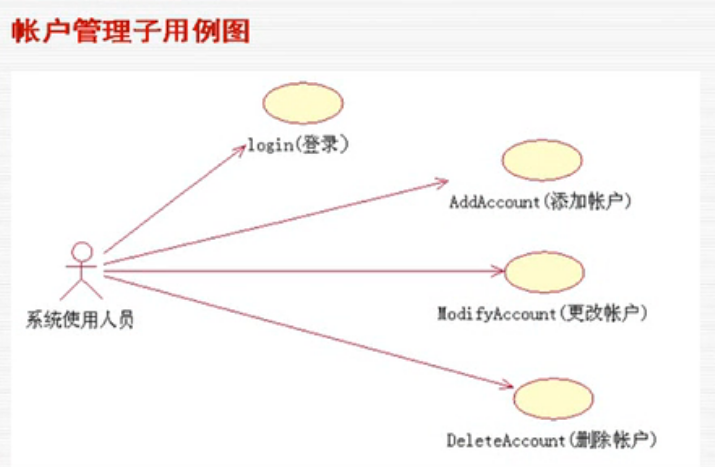 帐户管理子用例图
login(登录)
AddAccount(添加帐户)
系统使用人员
ModifyAccount(更改帐户)
DeleteAccount(删除帐户)